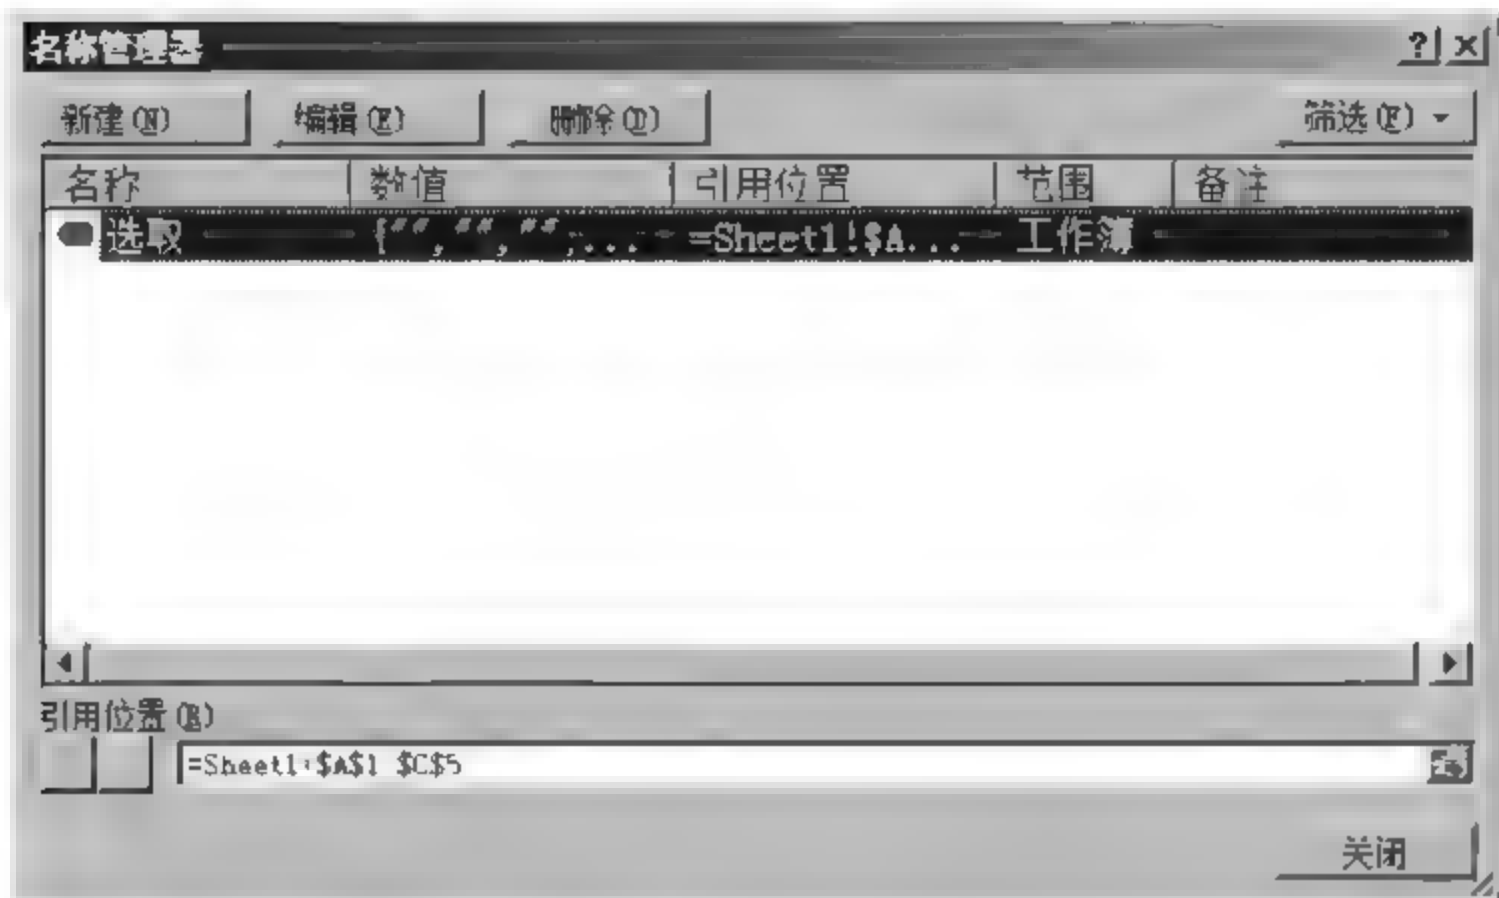 名称管理器
新建(N) 编辑(E) 删除(D) 筛选(F)
名称 数值 引用位置 范围 备注
选取 {"","","";... =Sheet1!$A... 工作簿
引用位置(R)
=Sheet1!$A$1:$C$5
关闭